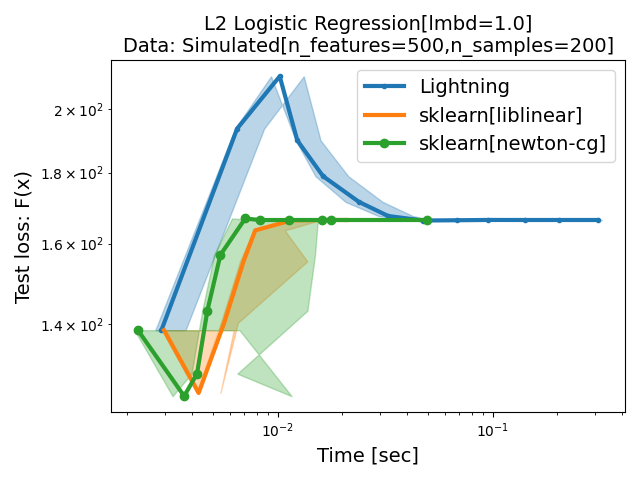 L2 Logistic Regression[lmbd=1.0]
Data: Simulated[n_features=500,n_samples=200]
Lightning
sklearn[liblinear]
sklearn[newton-cg]
Test loss: F(x)
2 × 10²
1.8 × 10²
1.6 × 10²
1.4 × 10²
10⁻²
10⁻¹
Time [sec]